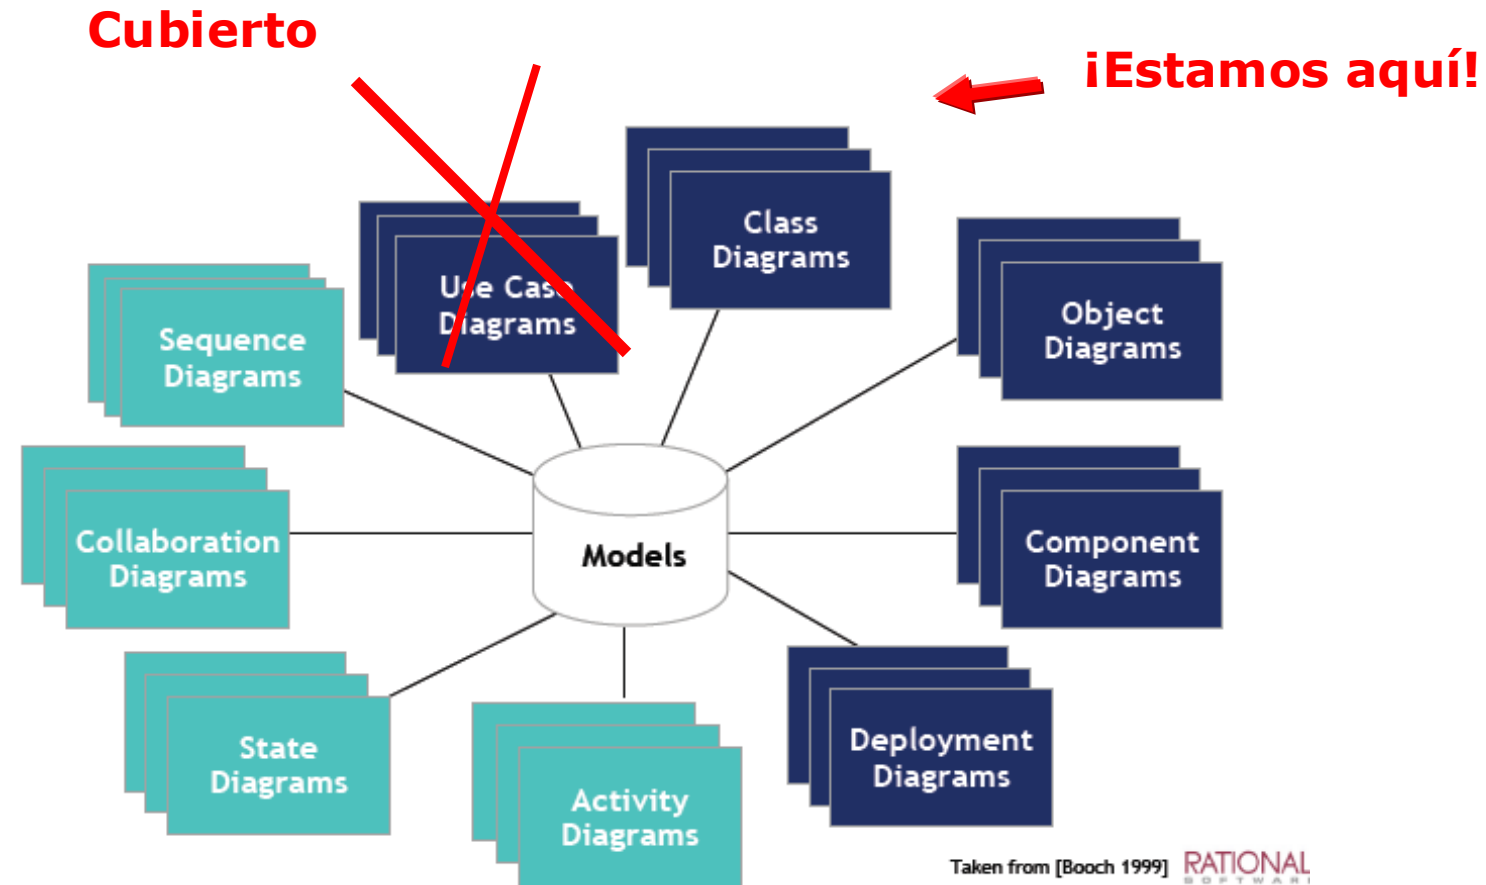 Cubierto
¡Estamos aquí!
Class
Diagrams
Use Case
Diagrams
Object
Diagrams
Sequence
Diagrams
Collaboration
Diagrams
Models
Component
Diagrams
State
Diagrams
Activity
Diagrams
Deployment
Diagrams
Taken from [Booch 1999]
RATIONAL
SOFTWARE